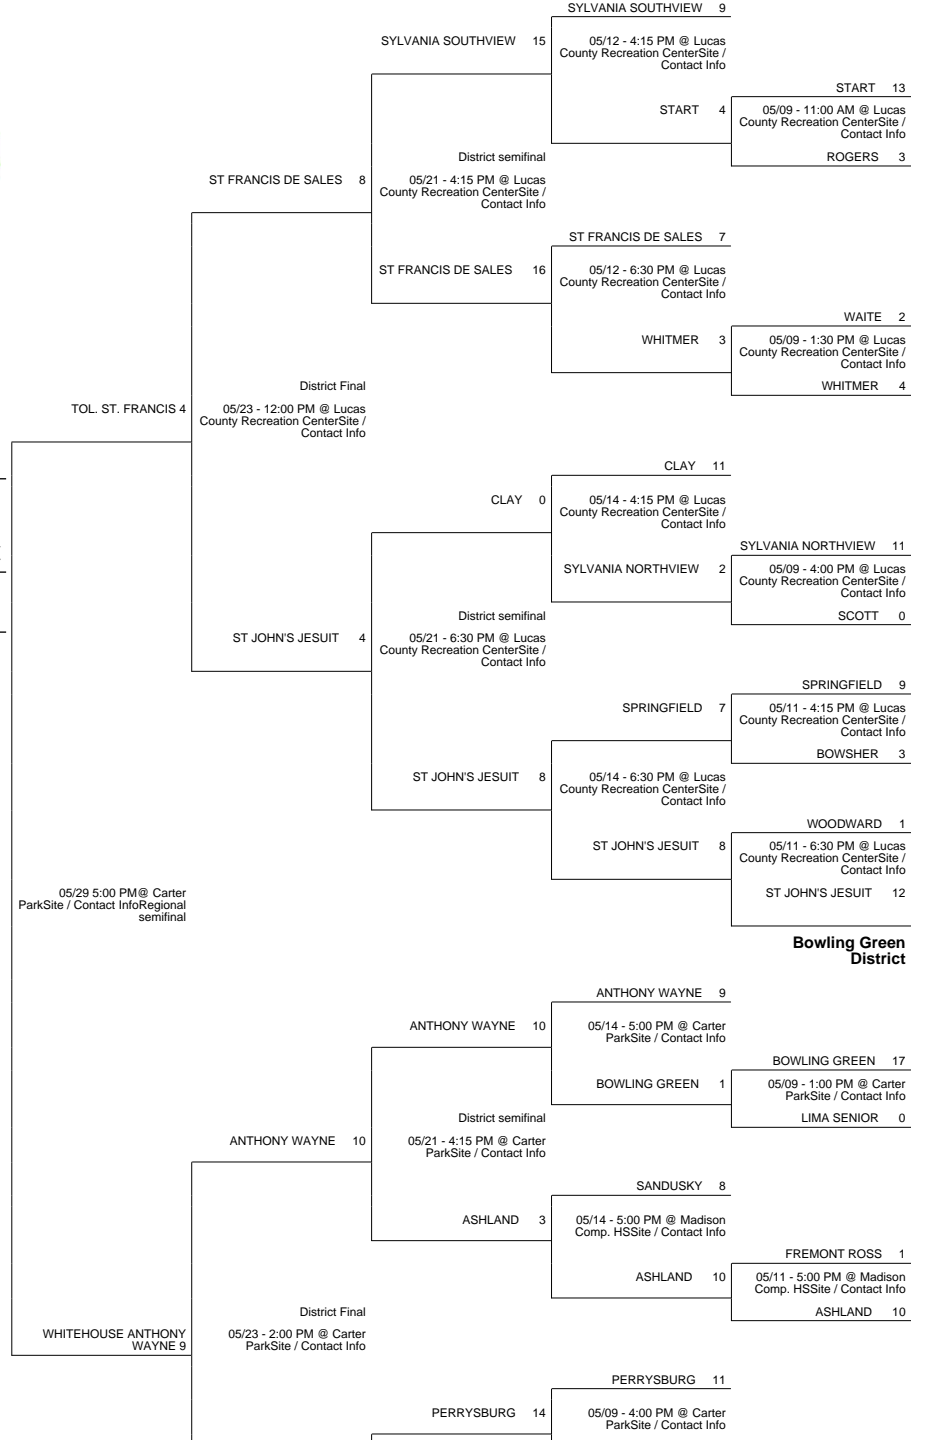 SYLVANIA SOUTHVIEW 9
SYLVANIA SOUTHVIEW 15
05/12 - 4:15 PM @ Lucas
County Recreation CenterSite /
Contact Info
START 13
START 4
05/09 - 11:00 AM @ Lucas
County Recreation CenterSite /
Contact Info
ROGERS 3
District semifinal
ST FRANCIS DE SALES 8
05/21 - 4:15 PM @ Lucas
County Recreation CenterSite /
Contact Info
ST FRANCIS DE SALES 7
ST FRANCIS DE SALES 16
05/12 - 6:30 PM @ Lucas
County Recreation CenterSite /
Contact Info
WAITE 2
WHITMER 3
05/09 - 1:30 PM @ Lucas
County Recreation CenterSite /
Contact Info
WHITMER 4
District Final
TOL. ST. FRANCIS 4
05/23 - 12:00 PM @ Lucas
County Recreation CenterSite /
Contact Info
CLAY 11
CLAY 0
05/14 - 4:15 PM @ Lucas
County Recreation CenterSite /
Contact Info
SYLVANIA NORTHVIEW 11
SYLVANIA NORTHVIEW 2
05/09 - 4:00 PM @ Lucas
County Recreation CenterSite /
Contact Info
SCOTT 0
District semifinal
ST JOHN'S JESUIT 4
05/21 - 6:30 PM @ Lucas
County Recreation CenterSite /
Contact Info
SPRINGFIELD 9
SPRINGFIELD 7
05/11 - 4:15 PM @ Lucas
County Recreation CenterSite /
Contact Info
BOWSHER 3
ST JOHN'S JESUIT 8
05/14 - 6:30 PM @ Lucas
County Recreation CenterSite /
Contact Info
WOODWARD 1
ST JOHN'S JESUIT 8
05/11 - 6:30 PM @ Lucas
County Recreation CenterSite /
Contact Info
ST JOHN'S JESUIT 12
05/29 5:00 PM@ Carter
ParkSite / Contact InfoRegional
semifinal
Bowling Green
District
ANTHONY WAYNE 9
ANTHONY WAYNE 10
05/14 - 5:00 PM @ Carter
ParkSite / Contact Info
BOWLING GREEN 17
BOWLING GREEN 1
05/09 - 1:00 PM @ Carter
ParkSite / Contact Info
LIMA SENIOR 0
District semifinal
ANTHONY WAYNE 10
05/21 - 4:15 PM @ Carter
ParkSite / Contact Info
SANDUSKY 8
ASHLAND 3
05/14 - 5:00 PM @ Madison
Comp. HSSite / Contact Info
FREMONT ROSS 1
ASHLAND 10
05/11 - 5:00 PM @ Madison
Comp. HSSite / Contact Info
ASHLAND 10
District Final
WHITEHOUSE ANTHONY
WAYNE 9
05/23 - 2:00 PM @ Carter
ParkSite / Contact Info
PERRYSBURG 11
PERRYSBURG 14
05/09 - 4:00 PM @ Carter
ParkSite / Contact Info